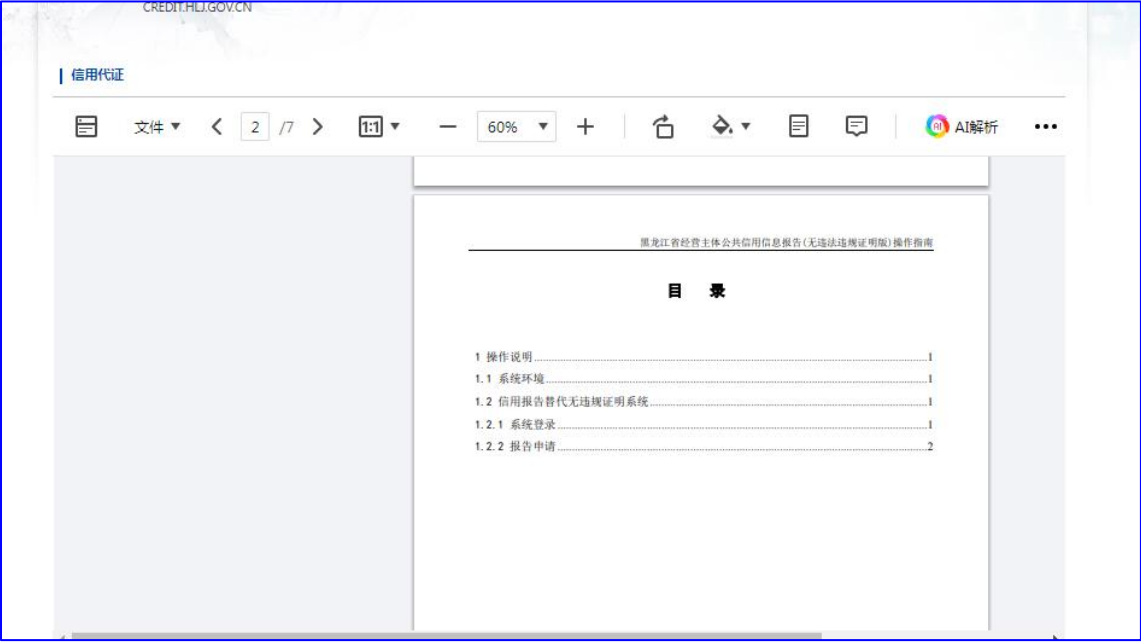 CREDIT.HLJ.GOV.CN
信用代证
文件 2 /7 1:1 60% AI AI解析
黑龙江省经营主体公共信用信息报告(无违法违规证明版)操作指南
目 录
1 操作说明........1
1.1 系统环境........1
1.2 信用报告替代无违规证明系统........1
1.2.1 系统登录........1
1.2.2 报告申请........2